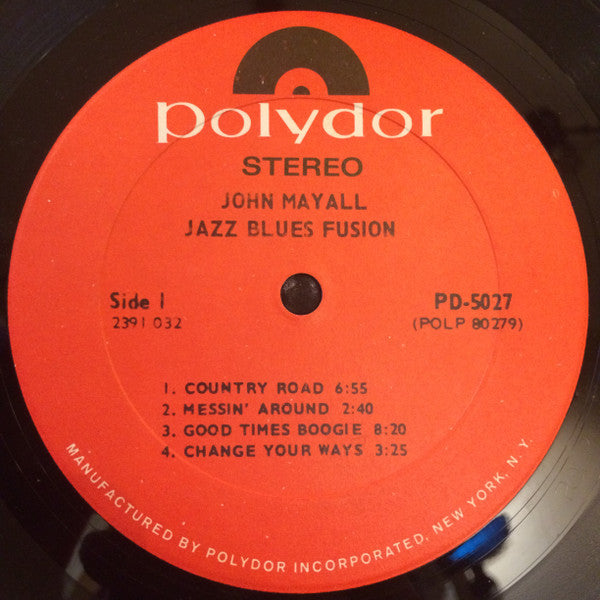 polydor
STEREO
JOHN MAYALL
JAZZ BLUES FUSION
Side 1
PD-5027
2391 032
(POLP 80279)
1. COUNTRY ROAD 6:55
2. MESSIN' AROUND 2:40
3. GOOD TIMES BOOGIE 8:20
4. CHANGE YOUR WAYS 3:25
MANUFACTURED BY POLYDOR INCORPORATED, NEW YORK, N.Y.